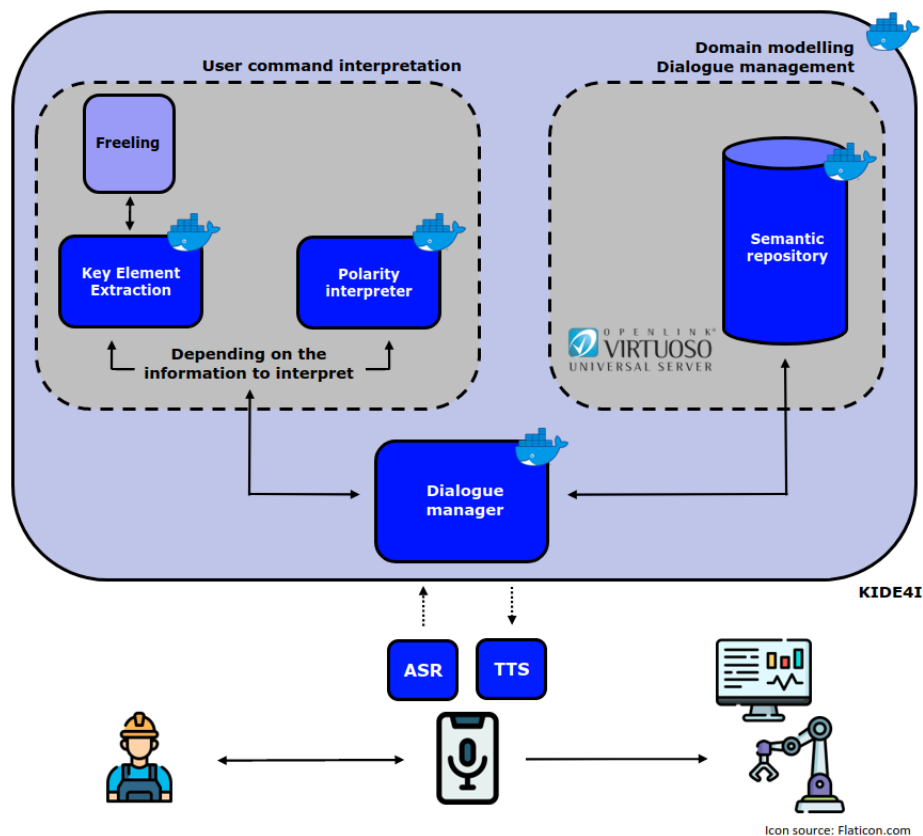 User command interpretation
Domain modelling
Dialogue management
Freeling
Key Element
Extraction
Polarity
interpreter
Semantic
repository
Depending on the
information to interpret
OPENLINK®
VIRTUOSO
UNIVERSAL SERVER
Dialogue
manager
KIDE4I
ASR
TTS
Icon source: Flaticon.com